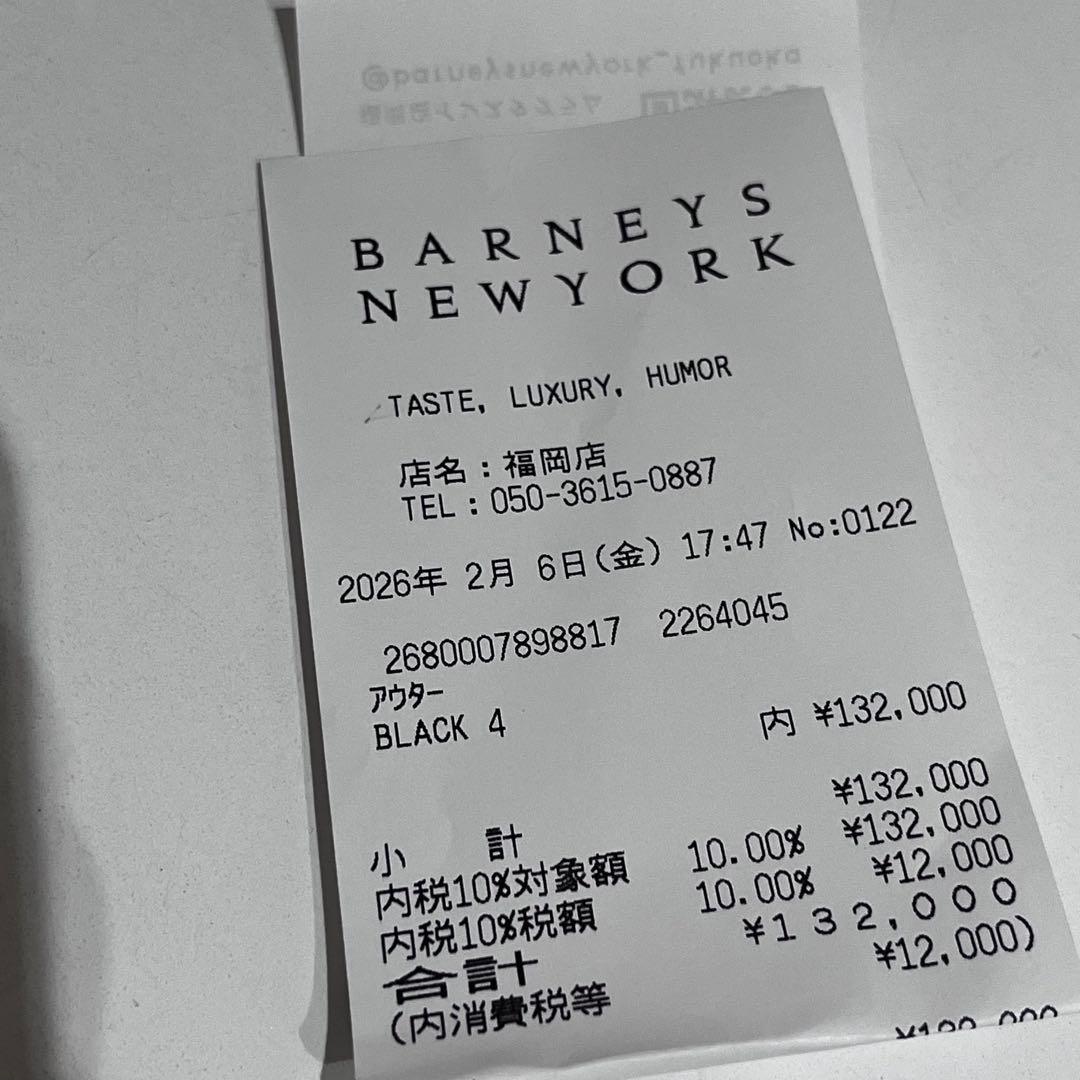 @barneysnewyork_fukuoka
BARNEYS
NEWYORK
TASTE, LUXURY, HUMOR
店名:福岡店
TEL:050-3615-0887
2026年 2月 6日(金) 17:47 No:0122
2680007898817 2264045
アウター
BLACK 4 内 ¥132,000
小計 ¥132,000
内税10%対象額 10.00% ¥132,000
内税10%税額 10.00% ¥12,000
合計 ¥132,000
(内消費税等 ¥12,000)